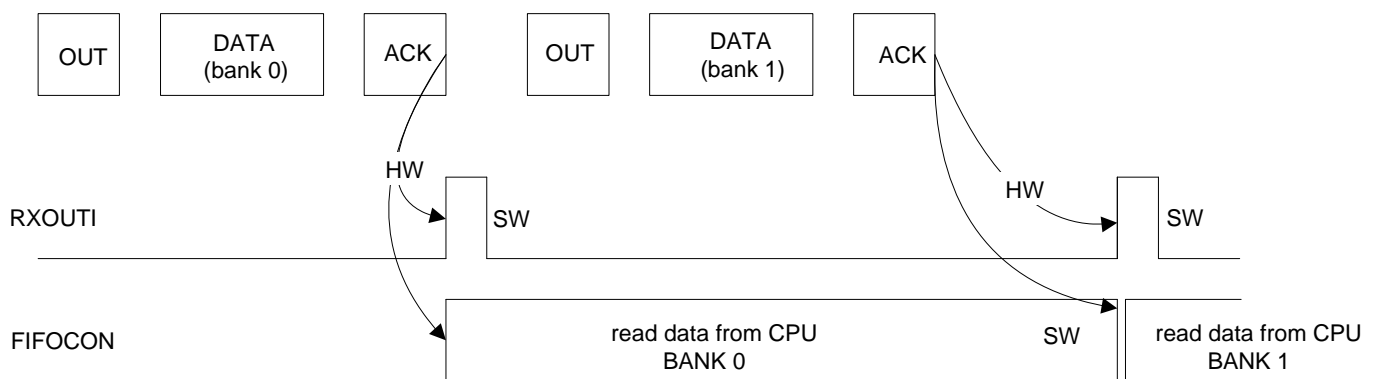 OUT
DATA
(bank 0)
ACK
OUT
DATA
(bank 1)
ACK
HW
HW
RXOUTI
SW
SW
FIFOCON
read data from CPU
BANK 0
SW
read data from CPU
BANK 1